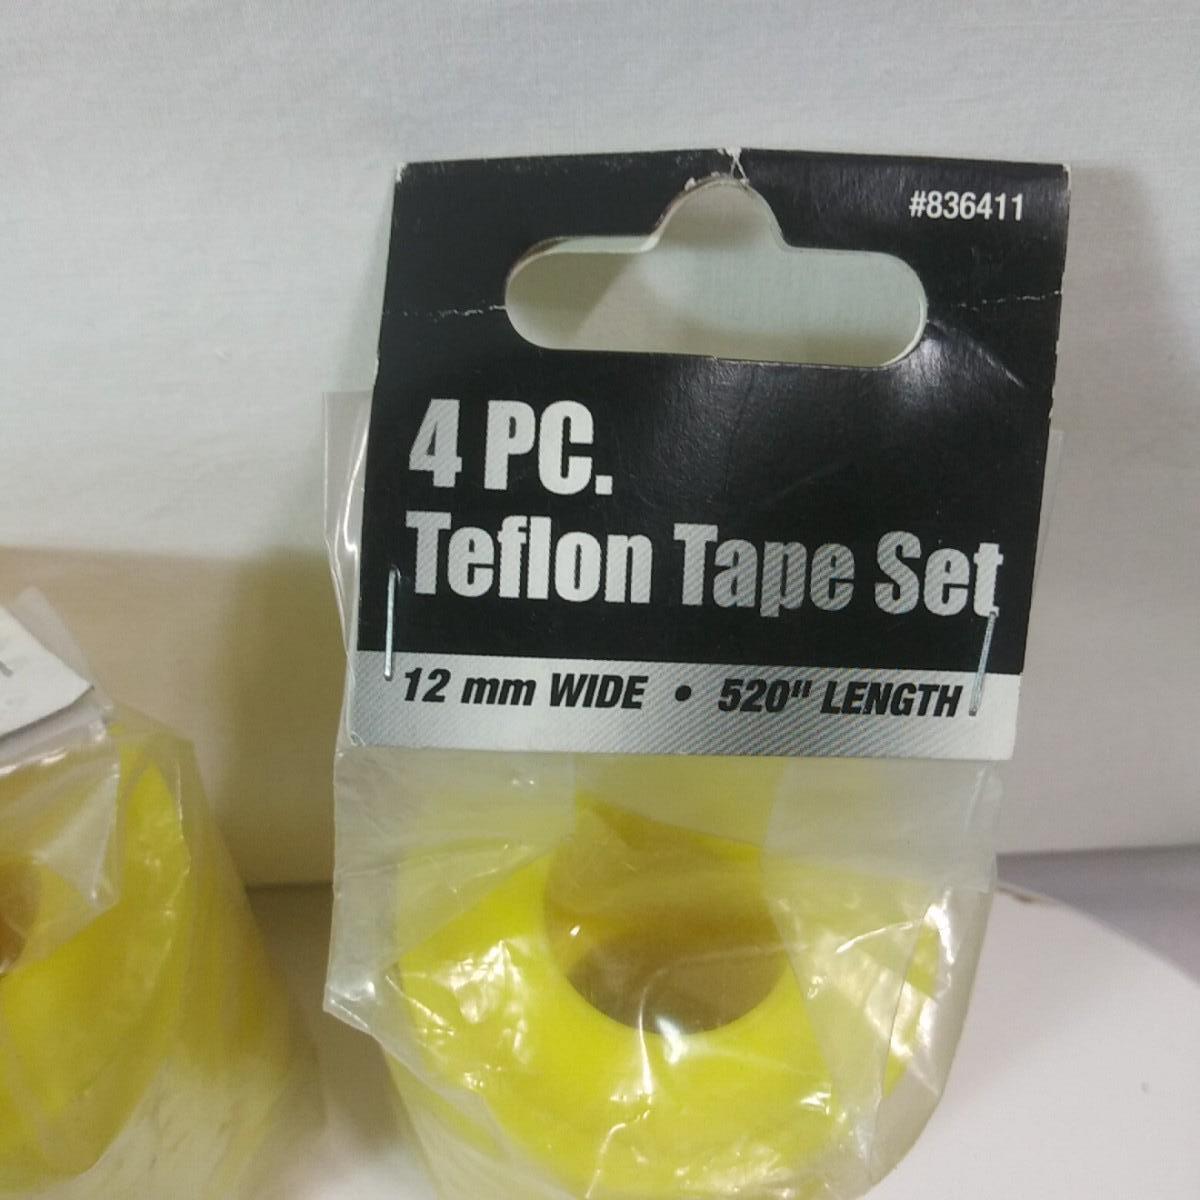 #836411
4 PC.
Teflon Tape Set
12 mm WIDE • 520" LENGTH